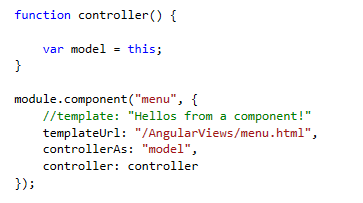 function controller() {
    var model = this;
}
module.component("menu", {
    //template: "Hellos from a component!"
    templateUrl: "/AngularViews/menu.html",
    controllerAs: "model",
    controller: controller
});